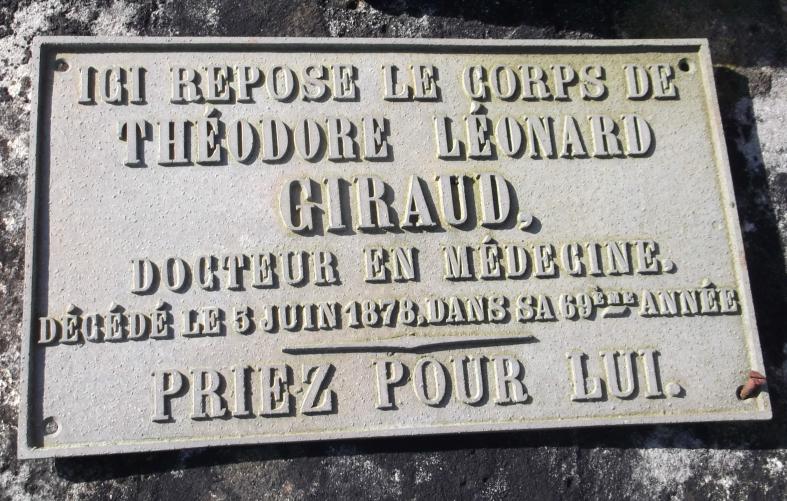 ICI REPOSE LE CORPS DE
THÉODORE LÉONARD
GIRAUD,
DOCTEUR EN MÉDECINE.
DÉCÉDÉ LE 5 JUIN 1878, DANS SA 69ÈME ANNÉE
PRIEZ POUR LUI.